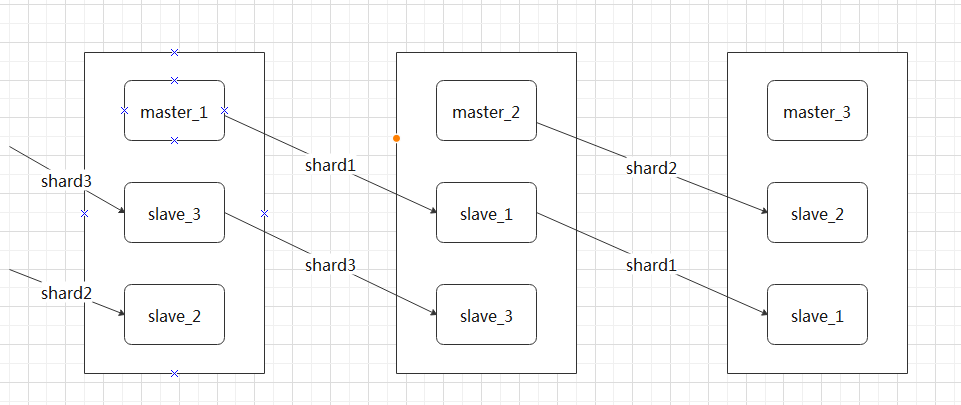 master_1
master_2
master_3
shard1
shard2
shard3
slave_3
slave_1
slave_2
shard3
shard1
shard2
slave_2
slave_3
slave_1